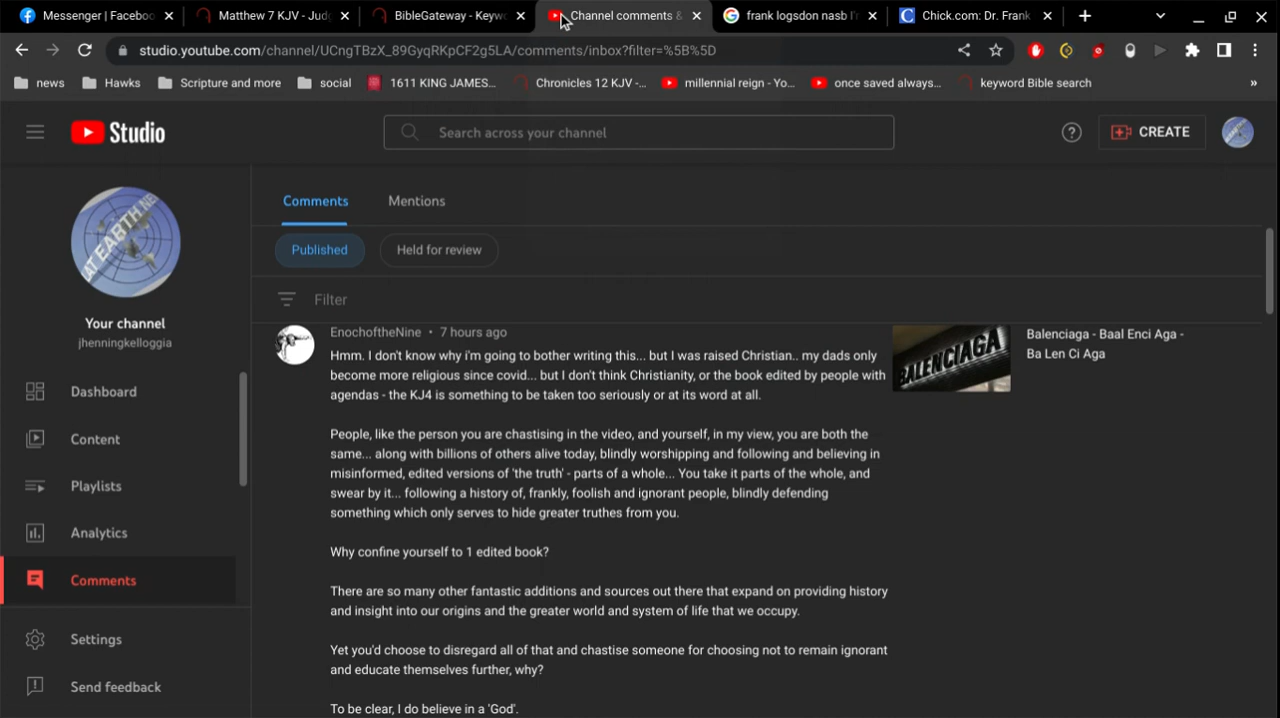 Messenger | Faceboo
Matthew 7 KJV - Jud
BibleGateway - Keyw
Channel comments &
frank logsdon nasb I'r
Chick.com: Dr. Frank
studio.youtube.com/channel/UCngTBzX_89GyqRKpCF2g5LA/comments/inbox?filter=%5B%5D
news
Hawks
Scripture and more
social
1611 KING JAMES...
Chronicles 12 KJV -...
millennial reign - Yo...
once saved always...
keyword Bible search
»
Studio
Search across your channel
CREATE
AT EARTH NE
Your channel
jhenningkelloggia
Dashboard
Content
Playlists
Analytics
Comments
Settings
Send feedback
Comments
Mentions
Published
Held for review
Filter
EnochoftheNine • 7 hours ago
Hmm. I don't know why i'm going to bother writing this... but I was raised Christian.. my dads only
become more religious since covid... but I don't think Christianity, or the book edited by people with
agendas - the KJ4 is something to be taken too seriously or at its word at all.
People, like the person you are chastising in the video, and yourself, in my view, you are both the
same... along with billions of others alive today, blindly worshipping and following and believing in
misinformed, edited versions of 'the truth' - parts of a whole... You take it parts of the whole, and
swear by it... following a history of, frankly, foolish and ignorant people, blindly defending
something which only serves to hide greater truthes from you.
Why confine yourself to 1 edited book?
There are so many other fantastic additions and sources out there that expand on providing history
and insight into our origins and the greater world and system of life that we occupy.
Yet you'd choose to disregard all of that and chastise someone for choosing not to remain ignorant
and educate themselves further, why?
To be clear, I do believe in a 'God'.
BALENCIAGA
Balenciaga - Baal Enci Aga -
Ba Len Ci Aga